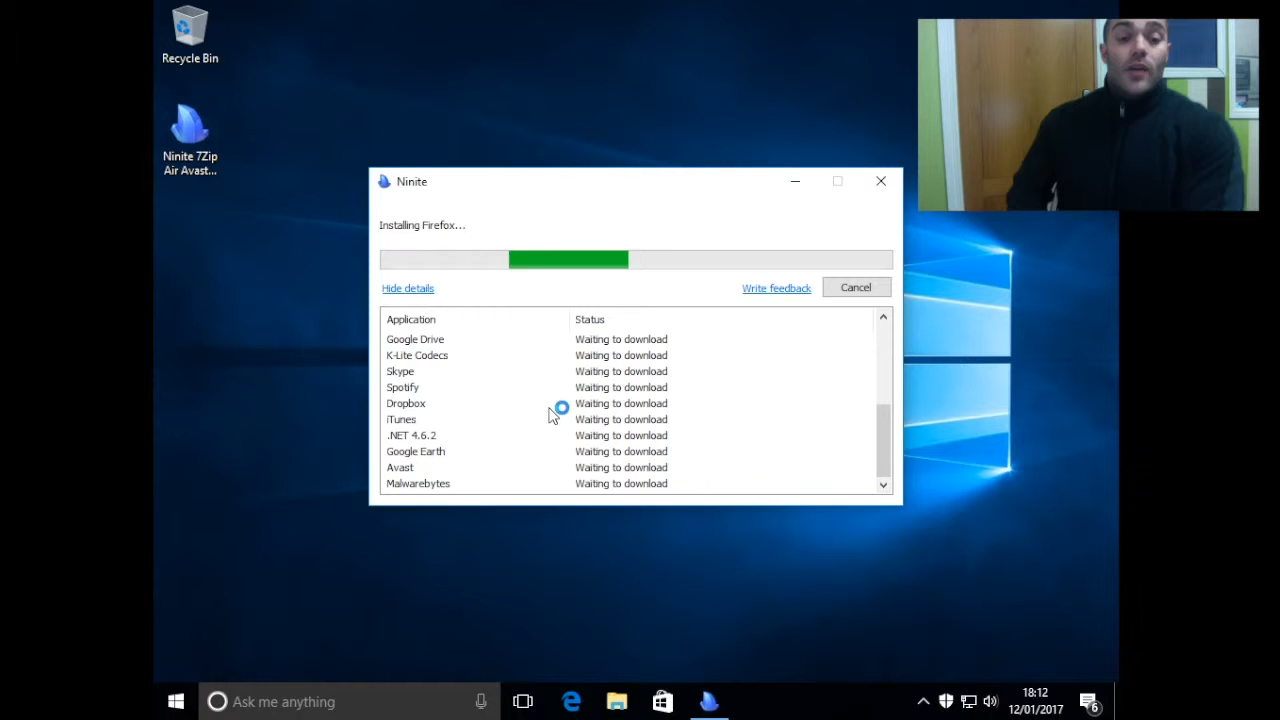 Recycle Bin
Ninite 7Zip
Air Avast...
Ninite
Installing Firefox...
Hide details
Write feedback
Cancel
Application Status
Google Drive Waiting to download
K-Lite Codecs Waiting to download
Skype Waiting to download
Spotify Waiting to download
Dropbox Waiting to download
iTunes Waiting to download
.NET 4.6.2 Waiting to download
Google Earth Waiting to download
Avast Waiting to download
Malwarebytes Waiting to download
Ask me anything
18:12
12/01/2017
6